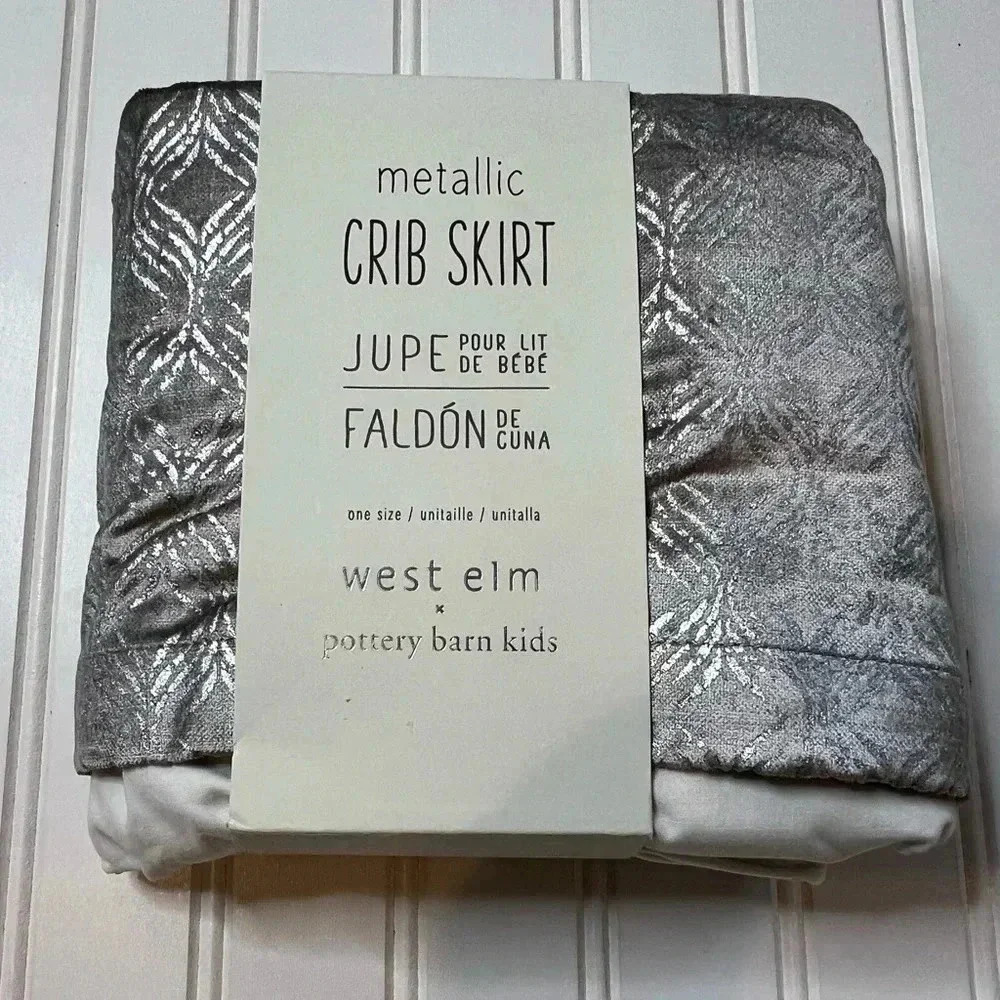 metallic
CRIB SKIRT
JUPE POUR LIT
DE BÉBÉ
FALDÓN DE
CUNA
one size / unitaille / unitalla
west elm
×
pottery barn kids